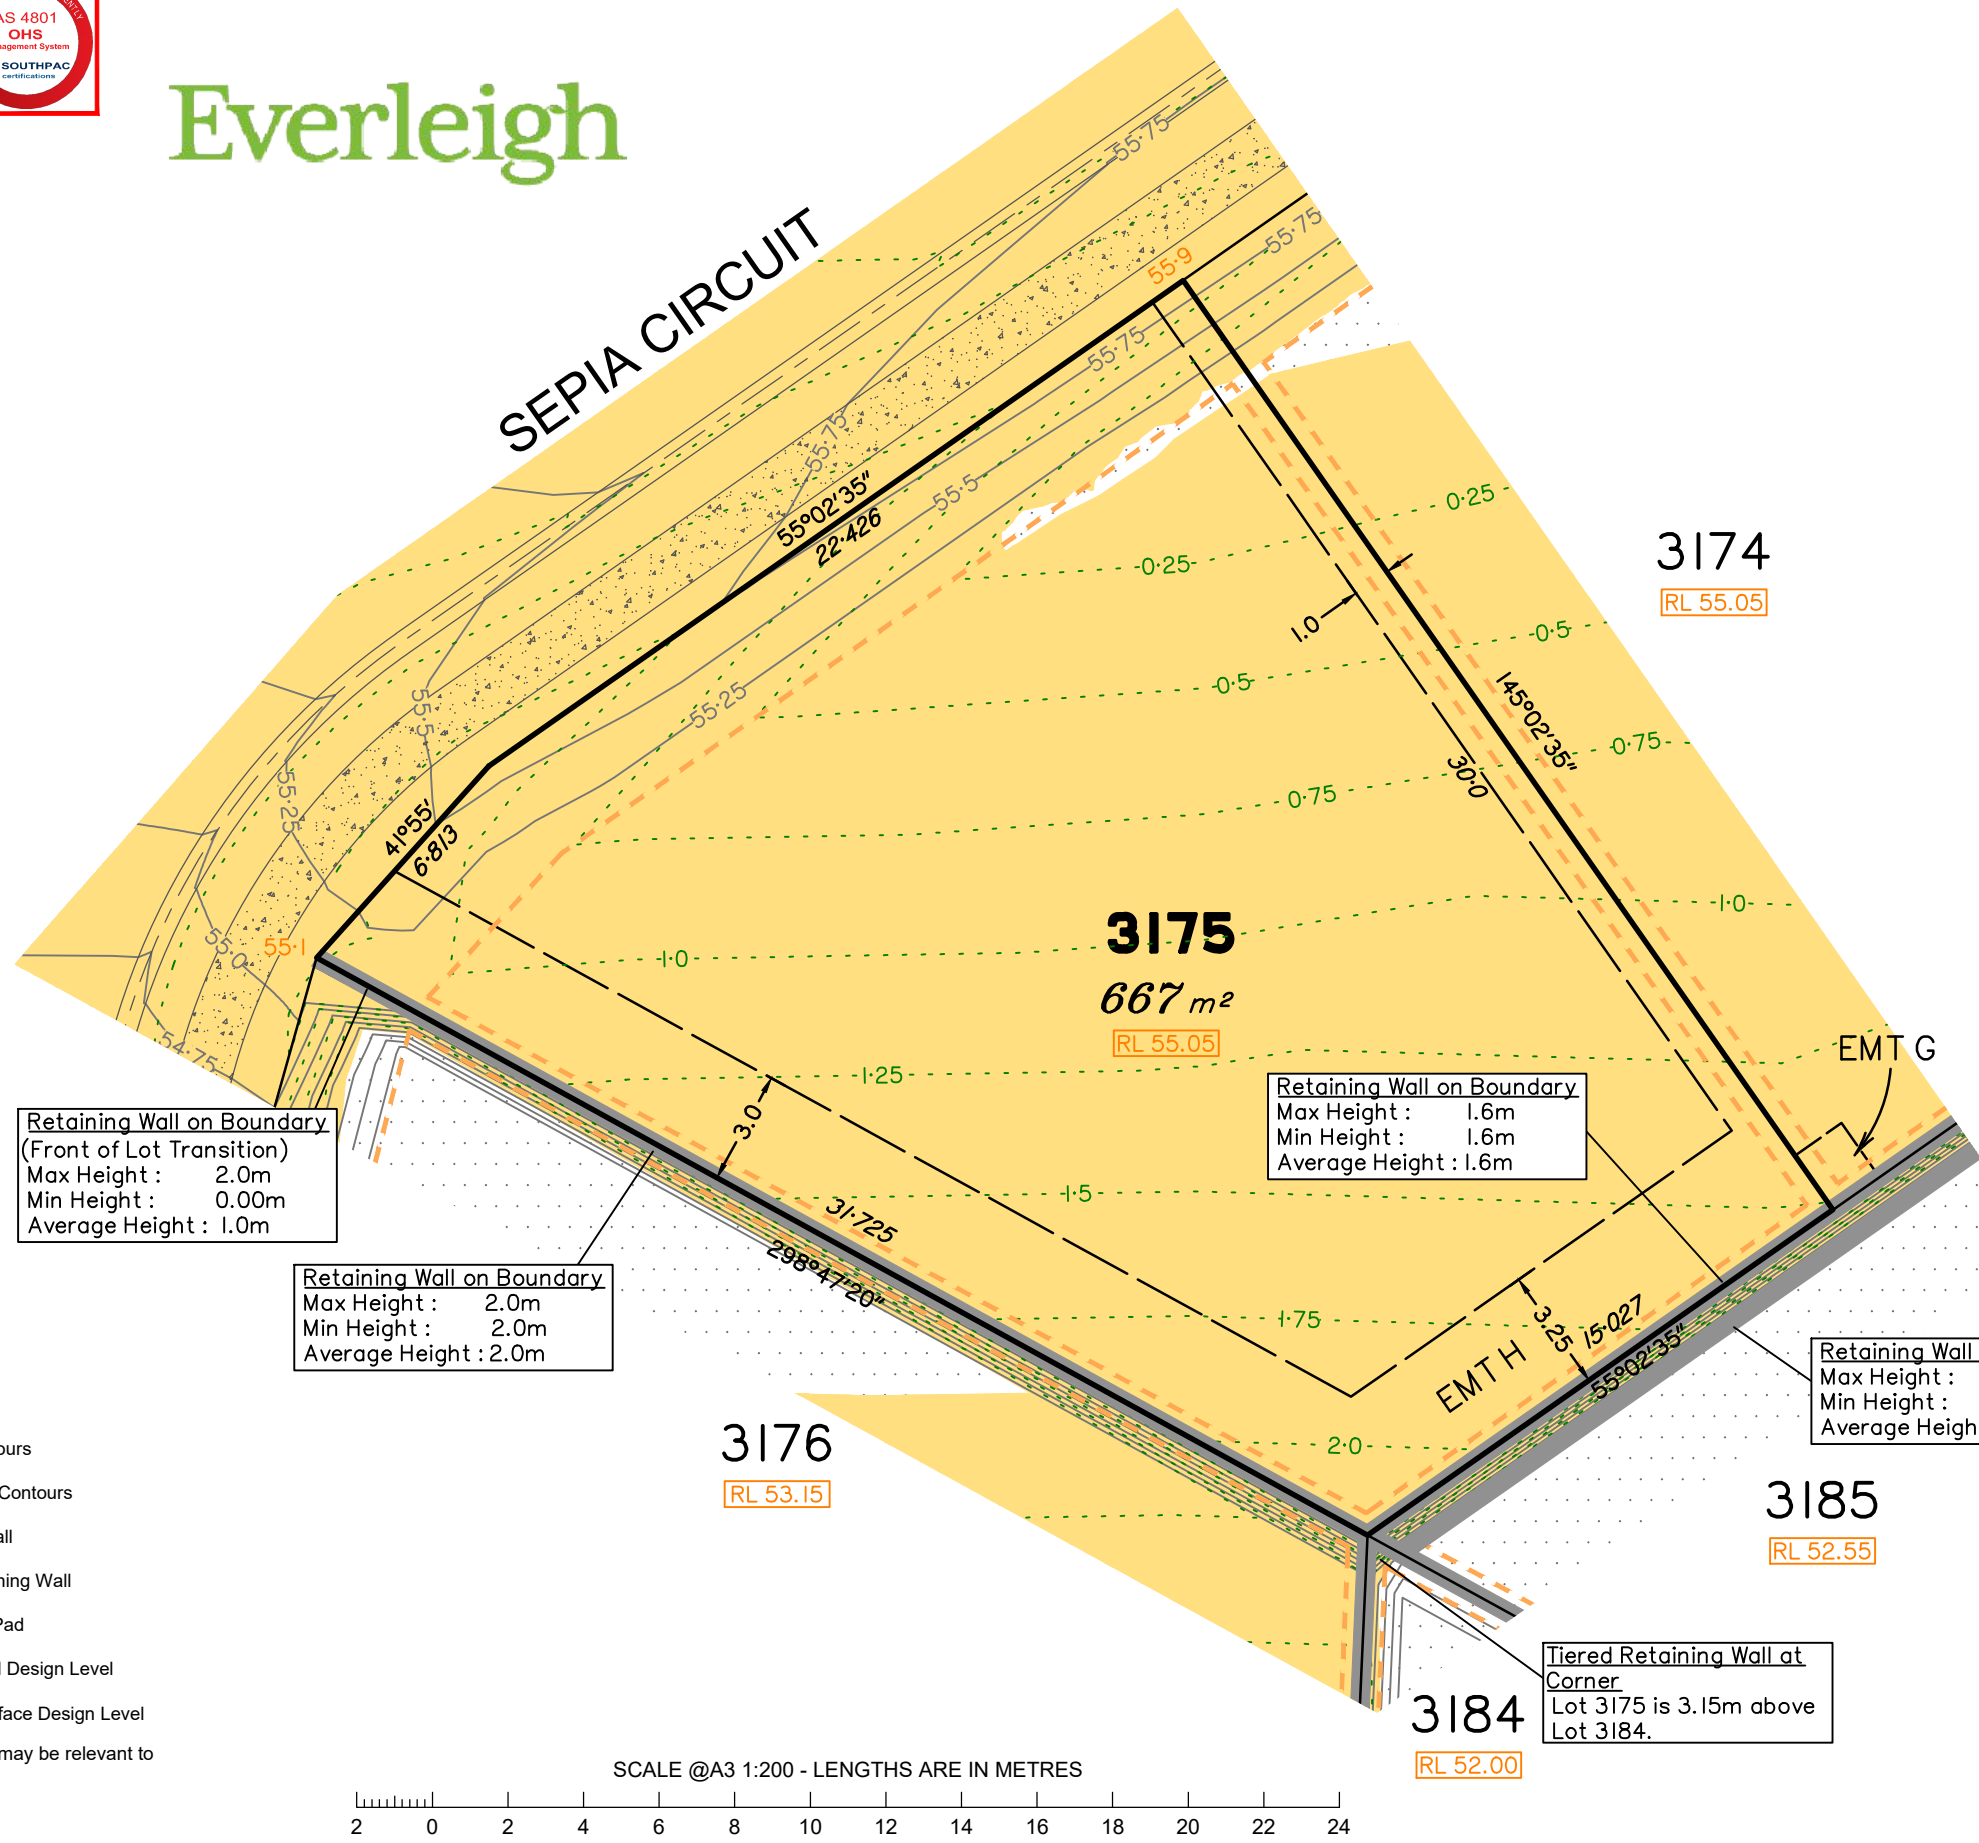 AS 4801
OHS
SOUTHPAC
certifications
Everleigh
SEPIA CIRCUIT
55·75
55·75
55·9
55·75
55·75
55°02'35"
22·426
55·5
0·25
0·25
3174
RL 55.05
1.0
0·5
0·5
55·25
55·5
145°02'35"
30·0
0·75
0·75
55·25
41°55'
6·813
1·0
3175
667 m²
RL 55.05
55·1
55·0
1·0
54·75
EMT G
1·25
Retaining Wall on Boundary
Max Height : 1.6m
Min Height : 1.6m
Average Height : 1.6m
Retaining Wall on Boundary
(Front of Lot Transition)
Max Height : 2.0m
Min Height : 0.00m
Average Height : 1.0m
3.0
1·5
31·725
298°47'20"
Retaining Wall on Boundary
Max Height : 2.0m
Min Height : 2.0m
Average Height : 2.0m
1·75
3.25
15·027
55°02'35"
EMT H
Retaining Wall
Max Height :
Min Height :
Average Heigh
2·0
3176
RL 53.15
3185
RL 52.55
Contours
Pad
Design Level
Design Level
may be relevant to
Tiered Retaining Wall at
Corner
Lot 3175 is 3.15m above
Lot 3184.
3184
RL 52.00
SCALE @A3 1:200 - LENGTHS ARE IN METRES
2 0 2 4 6 8 10 12 14 16 18 20 22 24